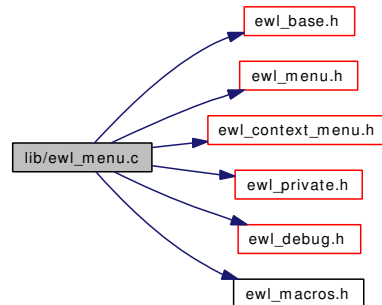 ewl_base.h
ewl_menu.h
lib/ewl_menu.c
ewl_context_menu.h
ewl_private.h
ewl_debug.h
ewl_macros.h